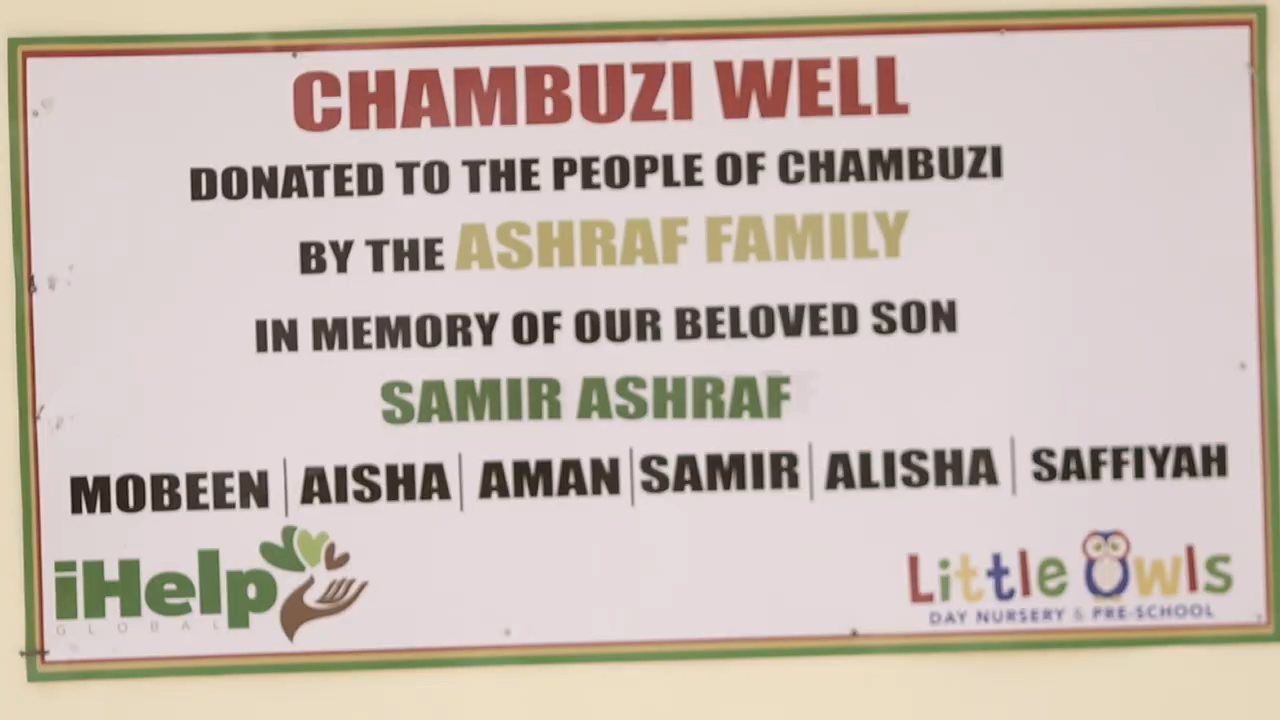 CHAMBUZI WELL
DONATED TO THE PEOPLE OF CHAMBUZI
BY THE ASHRAF FAMILY
IN MEMORY OF OUR BELOVED SON
SAMIR ASHRAF
MOBEEN | AISHA | AMAN | SAMIR | ALISHA | SAFFIYAH
iHelp
GLOBAL
Little Owls
DAY NURSERY & PRE-SCHOOL